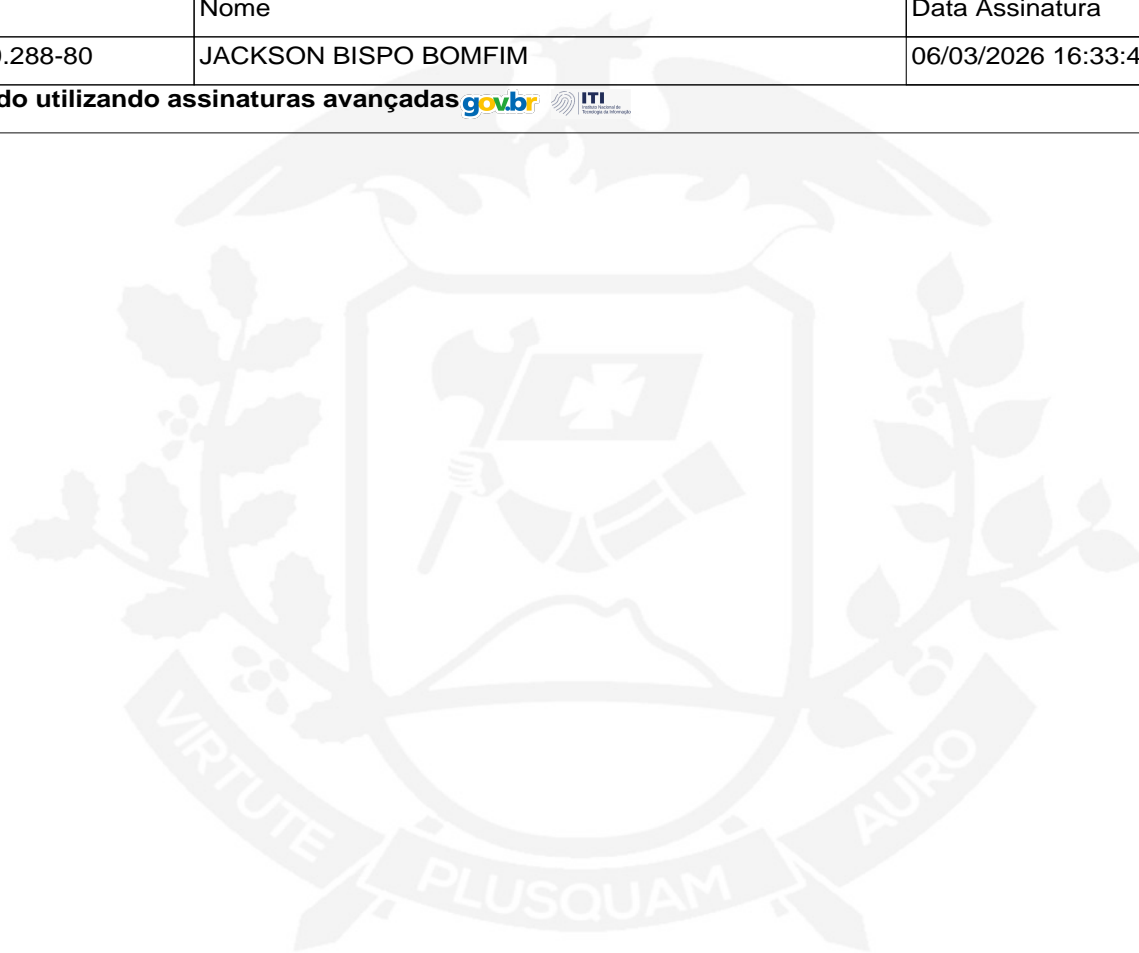 Nome
Data Assinatura
.288-80
JACKSON BISPO BOMFIM
06/03/2026 16:33:4
do utilizando assinaturas avançadas gov.br ITI
VIRTUTE PLUSQUAM AURO